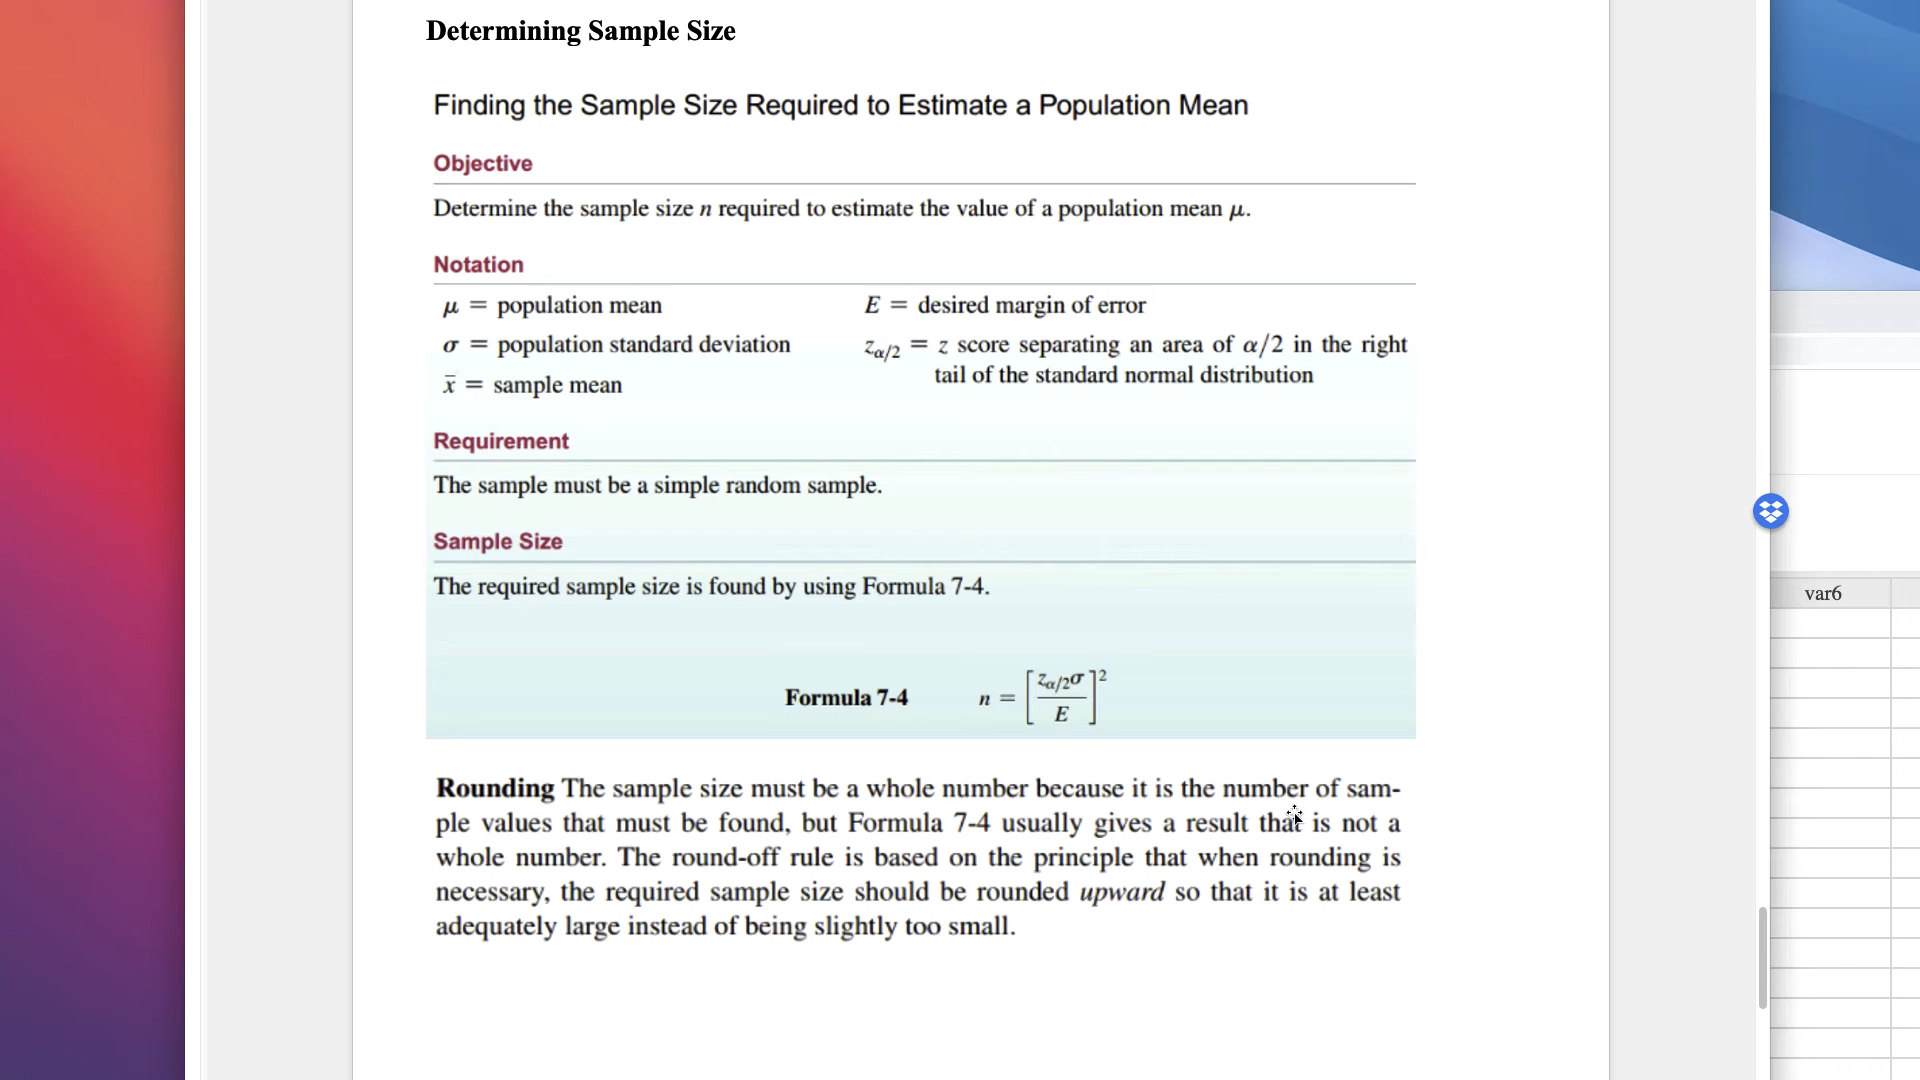 Determining Sample Size
Finding the Sample Size Required to Estimate a Population Mean
Objective
Determine the sample size n required to estimate the value of a population mean μ.
Notation
μ = population mean
σ = population standard deviation
x̄ = sample mean
E = desired margin of error
zα/2 = z score separating an area of α/2 in the right
tail of the standard normal distribution
Requirement
The sample must be a simple random sample.
Sample Size
The required sample size is found by using Formula 7-4.
Formula 7-4 n = [zα/2σ / E]²
Rounding The sample size must be a whole number because it is the number of sam-
ple values that must be found, but Formula 7-4 usually gives a result that is not a
whole number. The round-off rule is based on the principle that when rounding is
necessary, the required sample size should be rounded upward so that it is at least
adequately large instead of being slightly too small.
var6